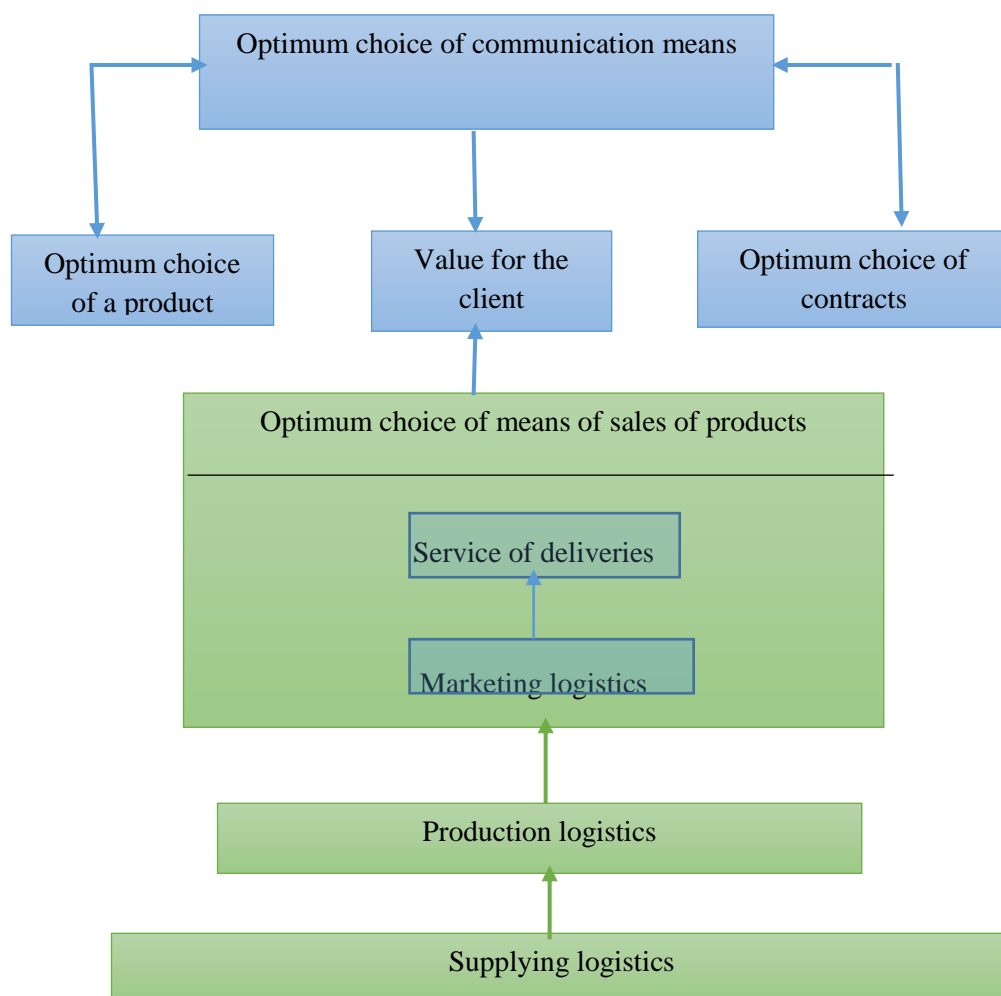 Optimum choice of communication means
Optimum choice
of a product
Value for the
client
Optimum choice of
contracts
Optimum choice of means of sales of products
Service of deliveries
Marketing logistics
Production logistics
Supplying logistics